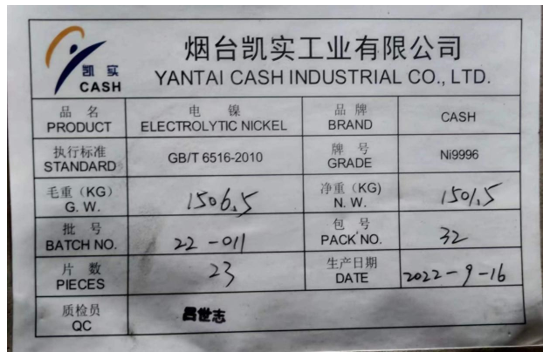 凯实
CASH
烟台凯实工业有限公司
YANTAI CASH INDUSTRIAL CO., LTD.
品名 电镍 品牌 CASH
PRODUCT ELECTROLYTIC NICKEL BRAND
执行标准 GB/T 6516-2010 牌号 Ni9996
STANDARD GRADE
毛重（KG） 1506.5 净重（KG) 1501.5
G. W. N. W.
批号 22-011 包号 32
BATCH NO. PACK NO.
片数 23 生产日期 2022-9-16
PIECES DATE
质检员 吕世志
QC